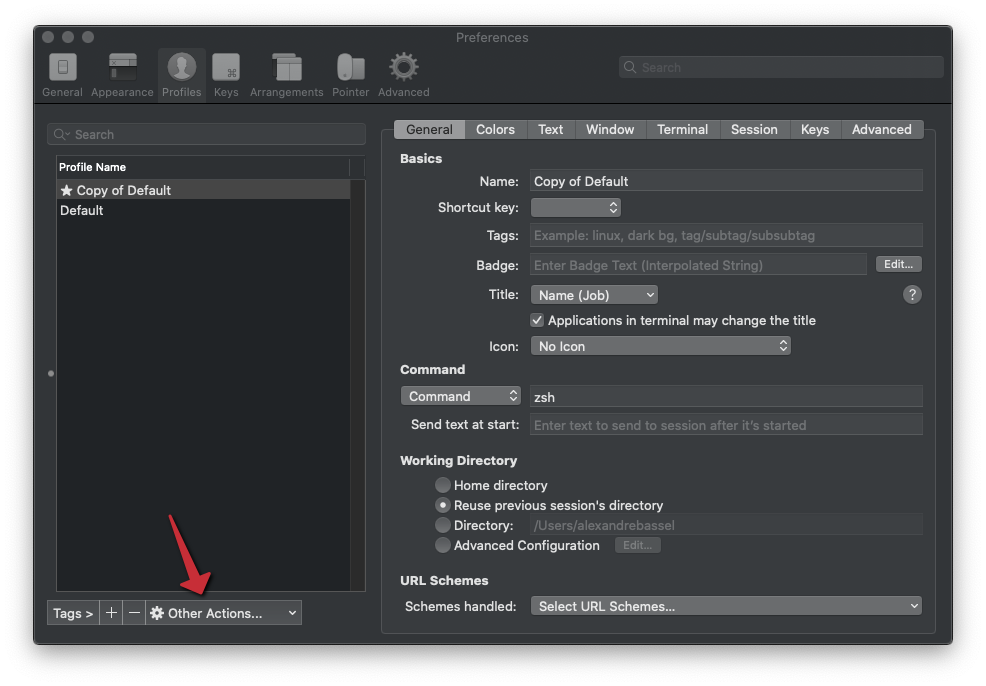 Preferences
General Appearance Profiles Keys Arrangements Pointer Advanced
Search
Search
Profile Name
★ Copy of Default
Default
Tags > + − Other Actions...
General Colors Text Window Terminal Session Keys Advanced
Basics
Name: Copy of Default
Shortcut key:
Tags: Example: linux, dark bg, tag/subtag/subsubtag
Badge: Enter Badge Text (Interpolated String) Edit...
Title: Name (Job) ?
Applications in terminal may change the title
Icon: No Icon
Command
Command zsh
Send text at start: Enter text to send to session after it's started
Working Directory
Home directory
Reuse previous session's directory
Directory: /Users/alexandrebassel
Advanced Configuration Edit...
URL Schemes
Schemes handled: Select URL Schemes...